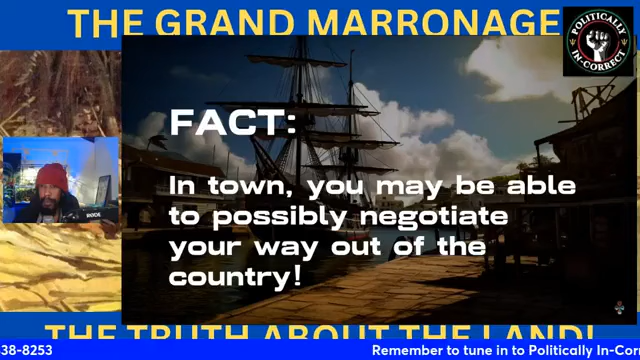 THE GRAND MARRONAGE
POLITICALLY
IN-CORRECT
FACT:
In town, you may be able
to possibly negotiate
your way out of the
country!
THE TRUTH ABOUT THE LAND!
38-8253
Remember to tune in to Politically In-Cor